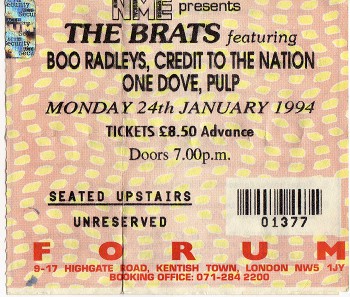 NME presents
THE BRATS featuring
BOO RADLEYS, CREDIT TO THE NATION
ONE DOVE, PULP
MONDAY 24th JANUARY 1994
TICKETS £8.50 Advance
Doors 7.00p.m.
SEATED UPSTAIRS
UNRESERVED
01377
FORUM
9-17 HIGHGATE ROAD, KENTISH TOWN, LONDON NW5 1JY
BOOKING OFFICE: 071-284 2200